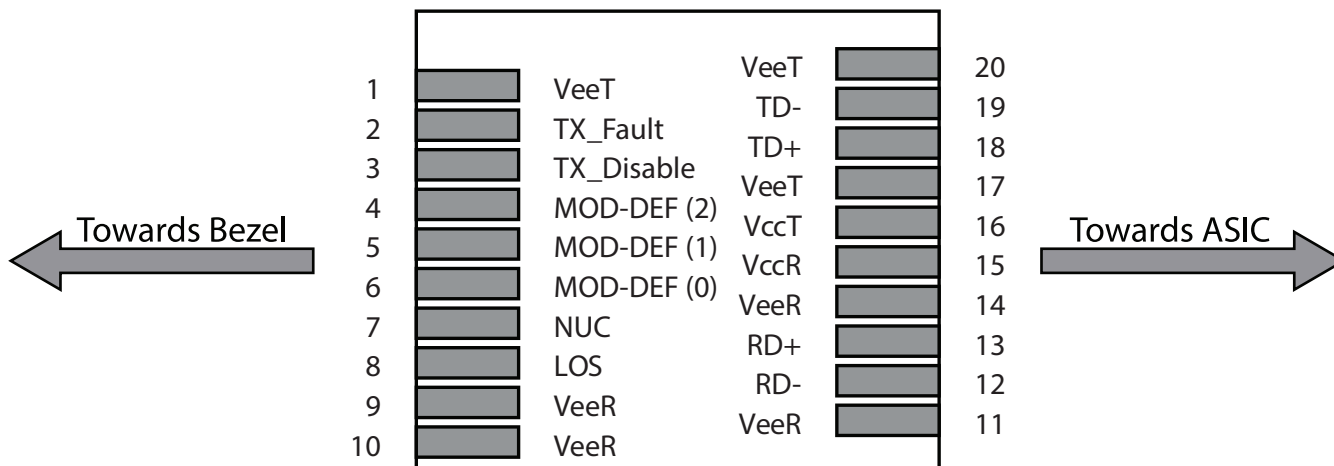 1 VeeT
2 TX_Fault
3 TX_Disable
4 MOD-DEF (2)
5 MOD-DEF (1)
6 MOD-DEF (0)
7 NUC
8 LOS
9 VeeR
10 VeeR
VeeT 20
TD- 19
TD+ 18
VeeT 17
VccT 16
VccR 15
VeeR 14
RD+ 13
RD- 12
VeeR 11
Towards Bezel
Towards ASIC